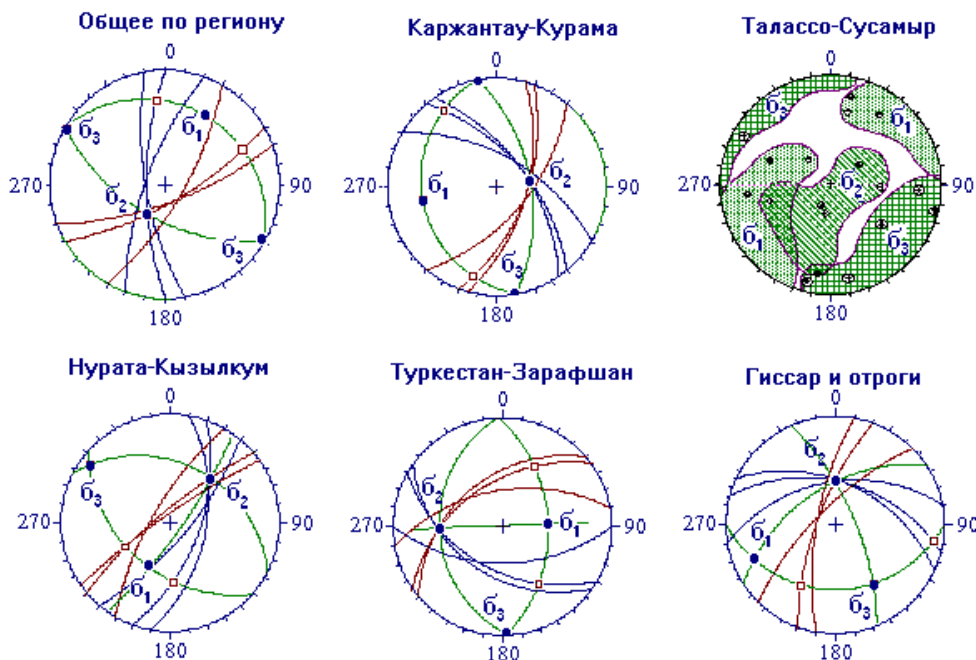 Общее по региону
Каржантау-Курама
Талассо-Сусамыр
0
0
0
б1
б3
270
90
б2
б3
180
270
90
б2
б1
б3
180
б3
б1
270
90
б2
б1
б3
180
Нурата-Кызылкум
Туркестан-Зарафшан
Гиссар и отроги
0
0
0
б3
б2
270
90
б1
180
б2
270
90
б1
б3
180
б2
270
90
б1
б3
180